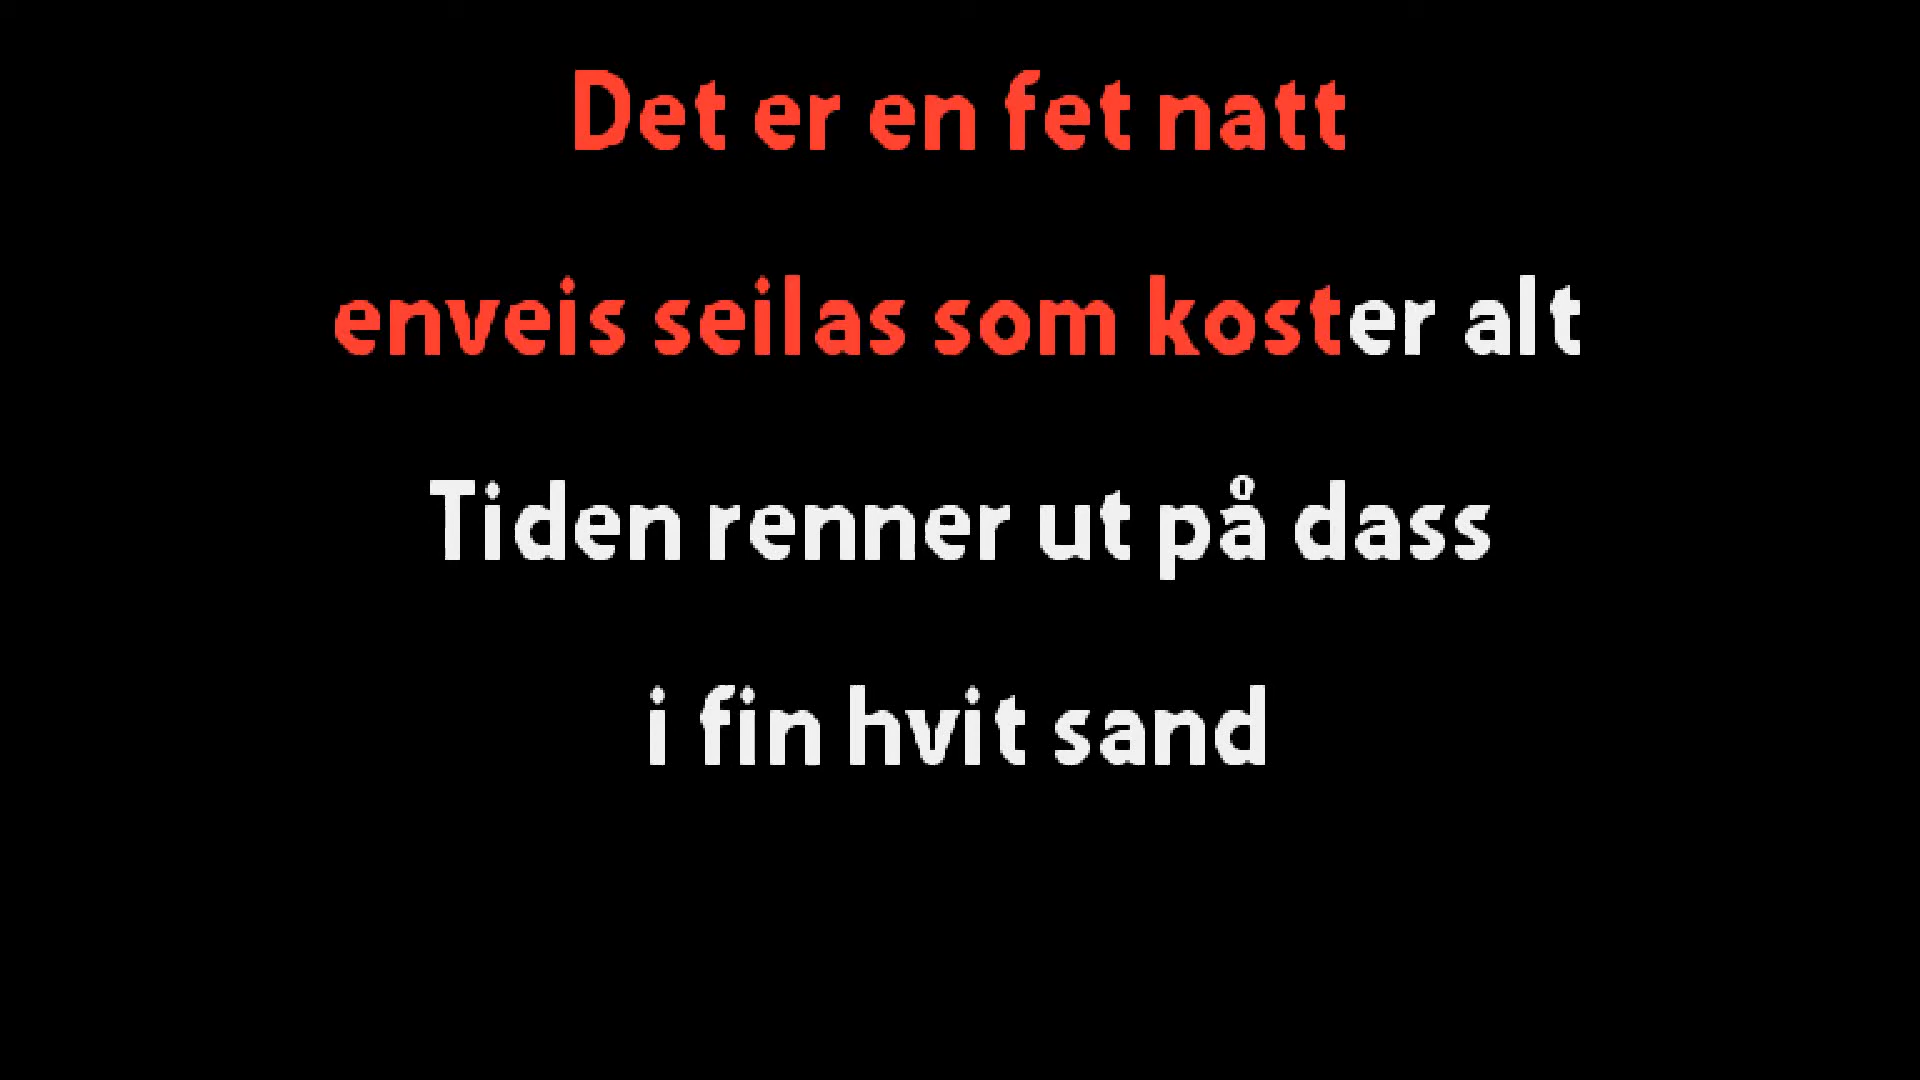 Det er en fet natt
enveis seilas som koster alt
Tiden renner ut på dass
i fin hvit sand